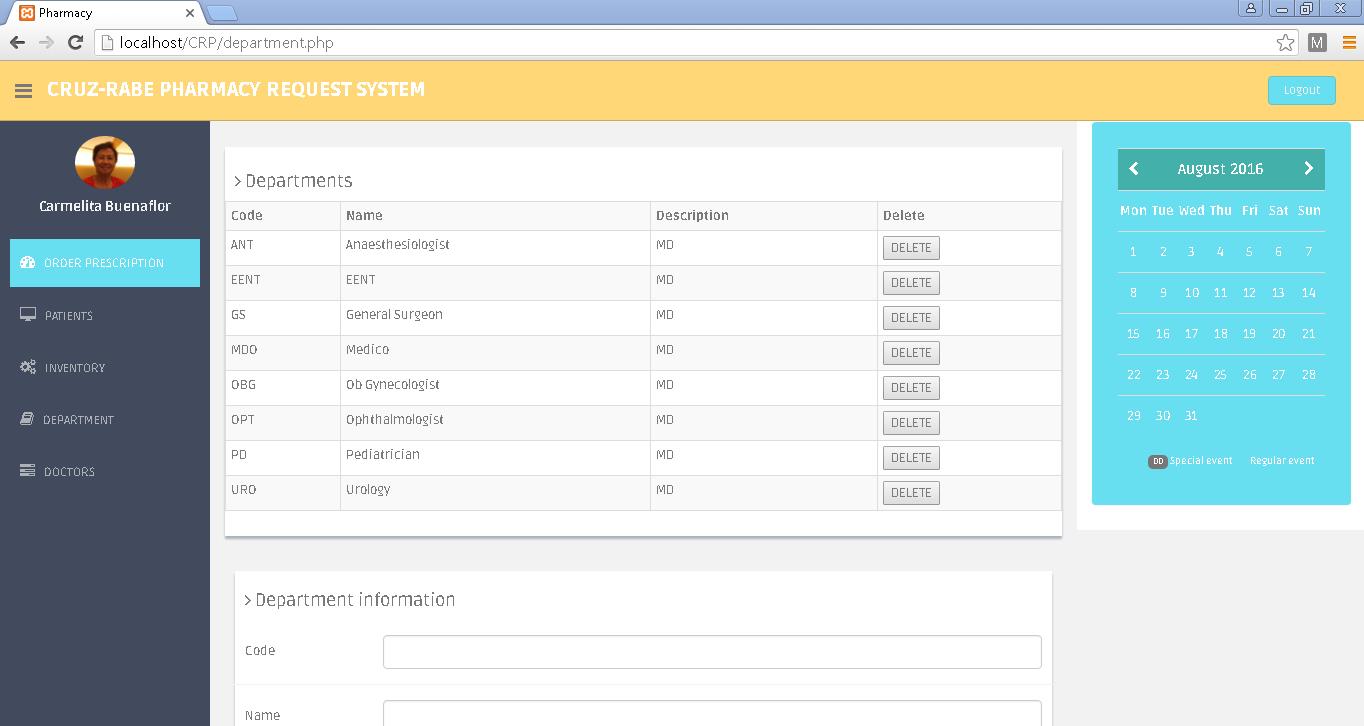 Pharmacy
localhost/CRP/department.php
M
CRUZ-RABE PHARMACY REQUEST SYSTEM
Logout
Carmelita Buenaflor
ORDER PRESCRIPTION
PATIENTS
INVENTORY
DEPARTMENT
DOCTORS
> Departments
Code Name Description Delete
ANT Anaesthesiologist MD DELETE
EENT EENT MD DELETE
GS General Surgeon MD DELETE
MDO Medico MD DELETE
OBG Ob Gynecologist MD DELETE
OPT Ophthalmologist MD DELETE
PD Pediatrician MD DELETE
URO Urology MD DELETE
> Department information
Code
Name
August 2016
Mon Tue Wed Thu Fri Sat Sun
1 2 3 4 5 6 7
8 9 10 11 12 13 14
15 16 17 18 19 20 21
22 23 24 25 26 27 28
29 30 31
DD Special event Regular event